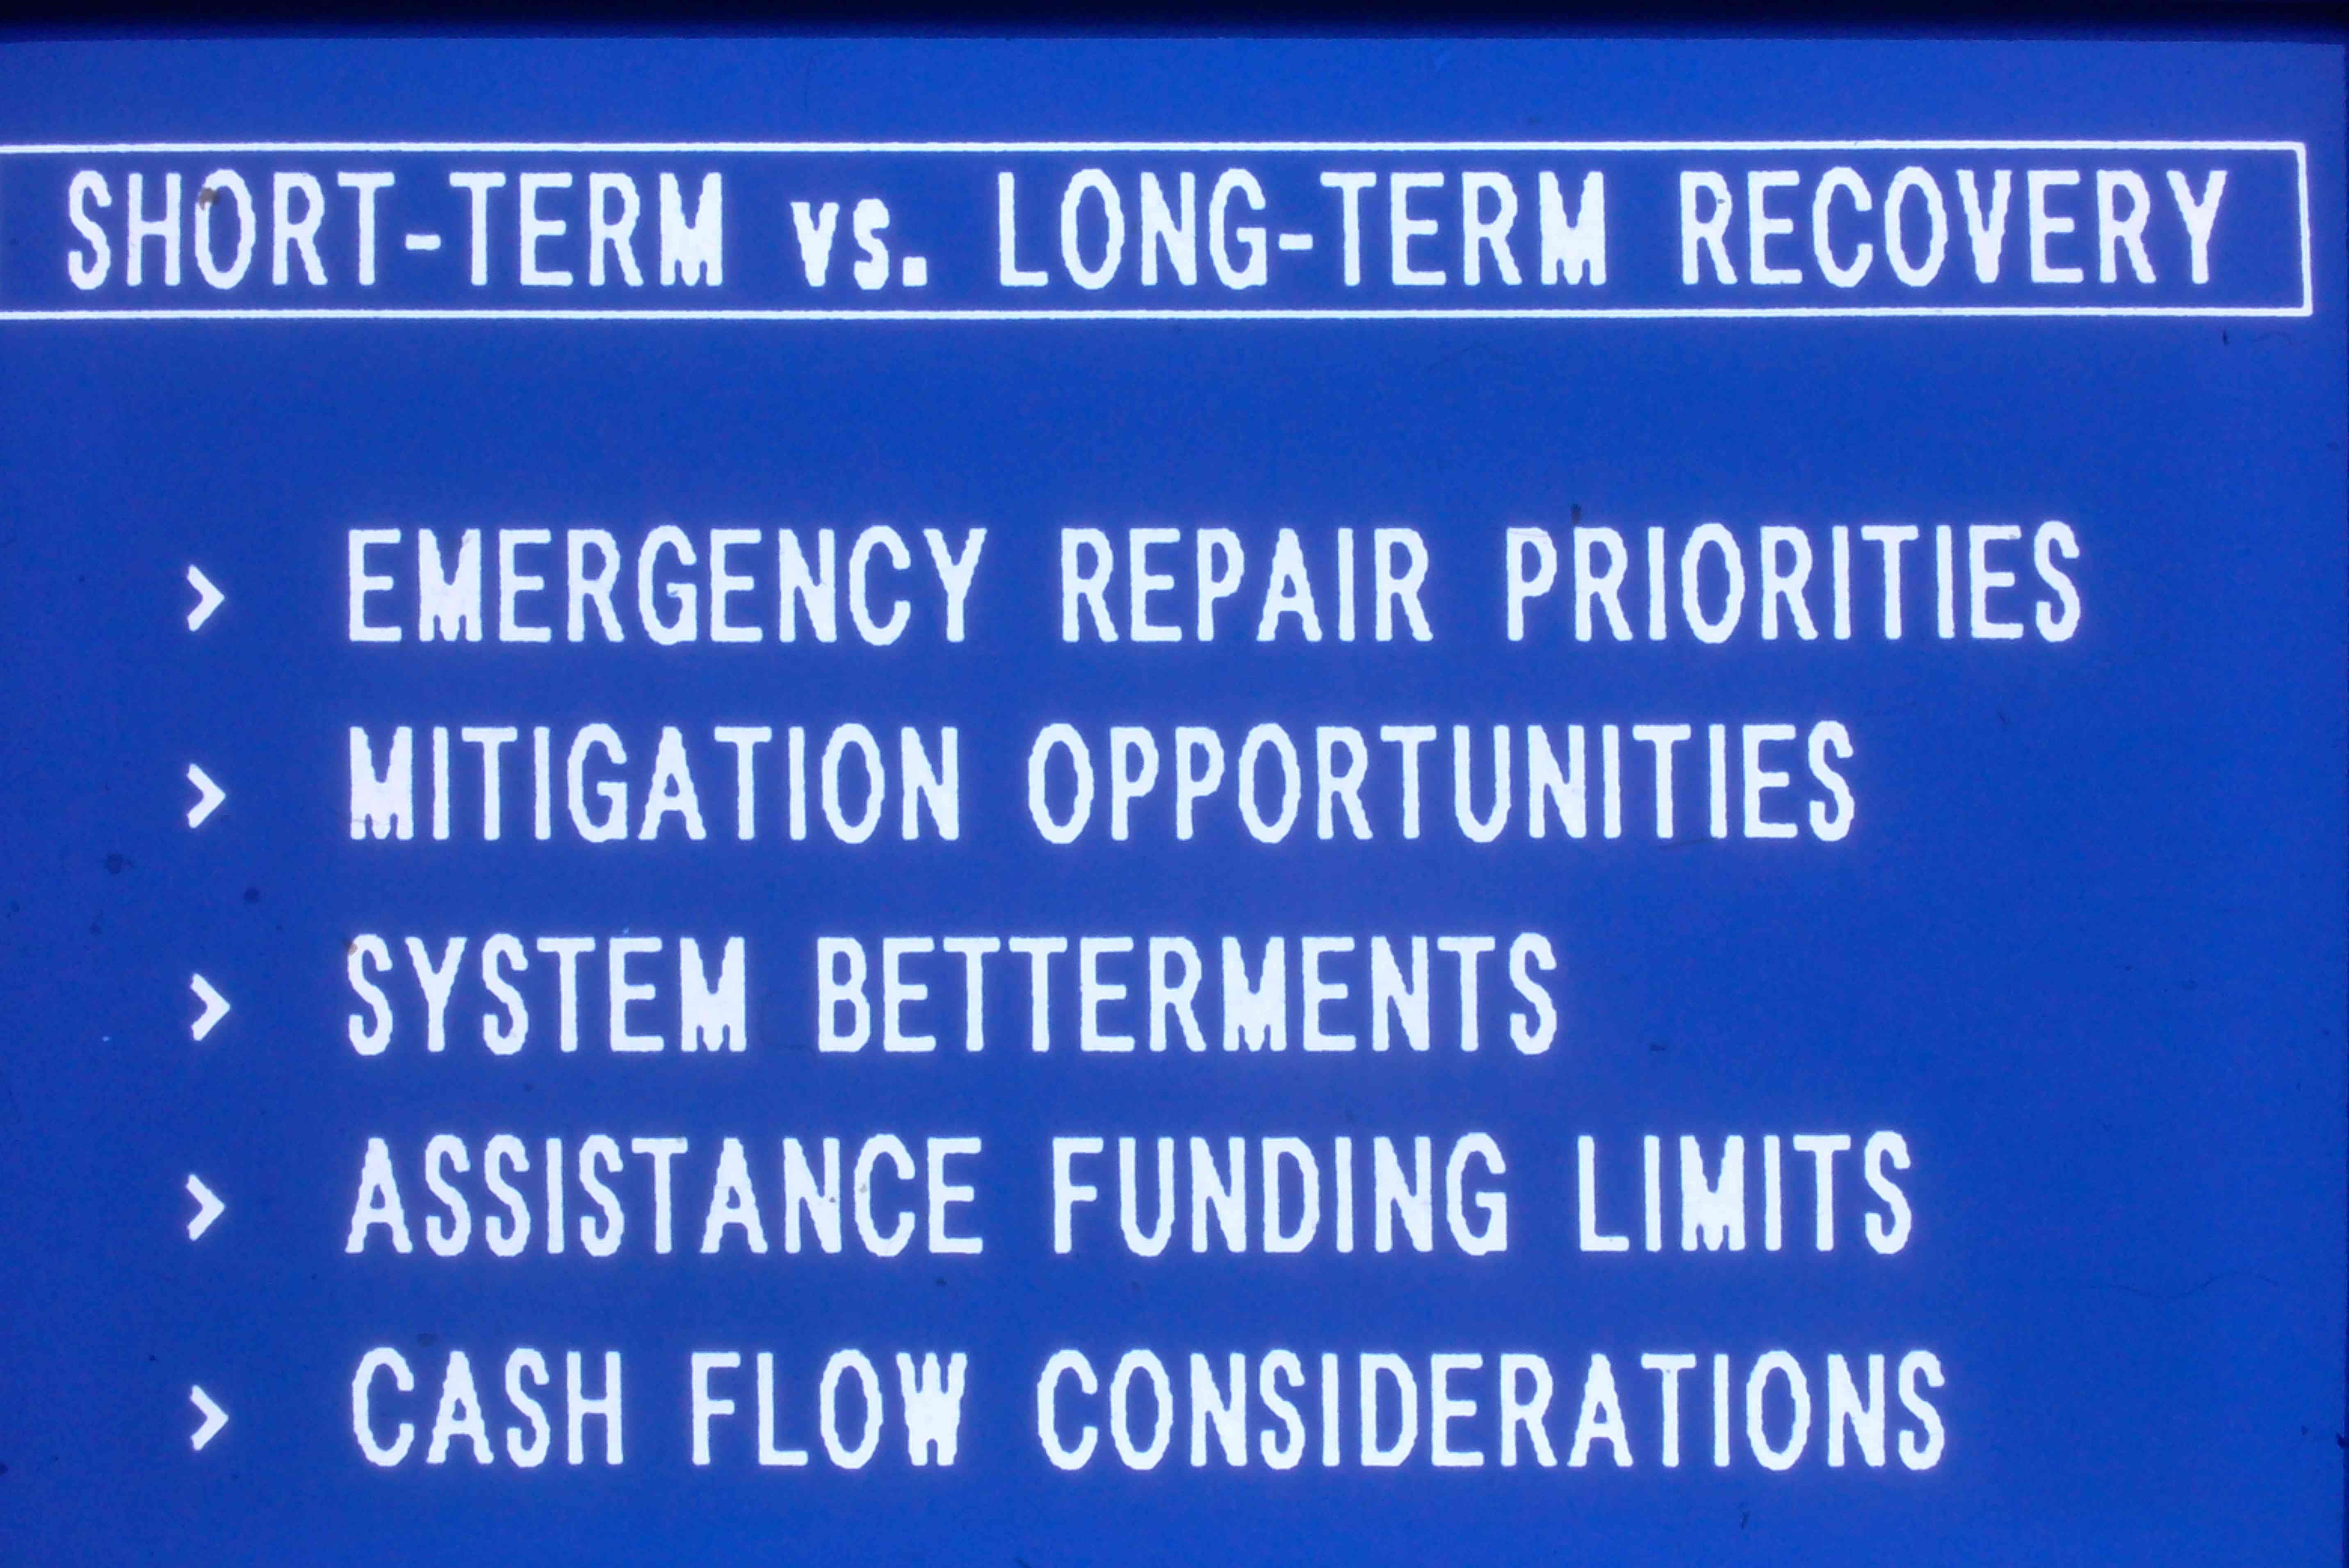 SHORT-TERM vs. LONG-TERM RECOVERY
> EMERGENCY REPAIR PRIORITIES
> MITIGATION OPPORTUNITIES
> SYSTEM BETTERMENTS
> ASSISTANCE FUNDING LIMITS
> CASH FLOW CONSIDERATIONS